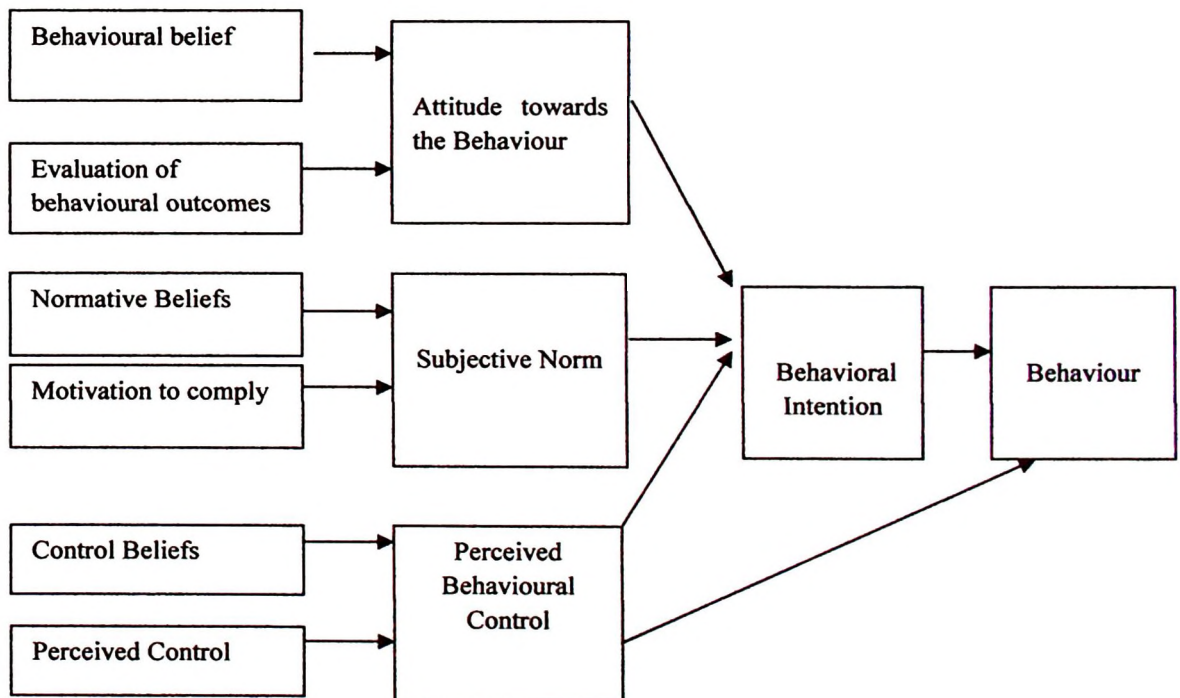 Behavioural belief
Attitude towards
the Behaviour
Evaluation of
behavioural outcomes
Normative Beliefs
Subjective Norm
Motivation to comply
Behavioral
Intention
Behaviour
Control Beliefs
Perceived
Behavioural
Control
Perceived Control